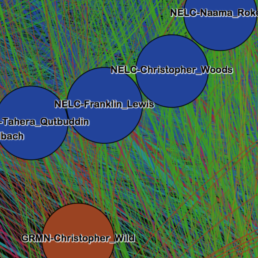 NELC-Naama_Rok
NELC-Christopher_Woods
NELC-Franklin_Lewis
-Tahera_Qutbuddin
bach
GRMN-Christopher_Wild